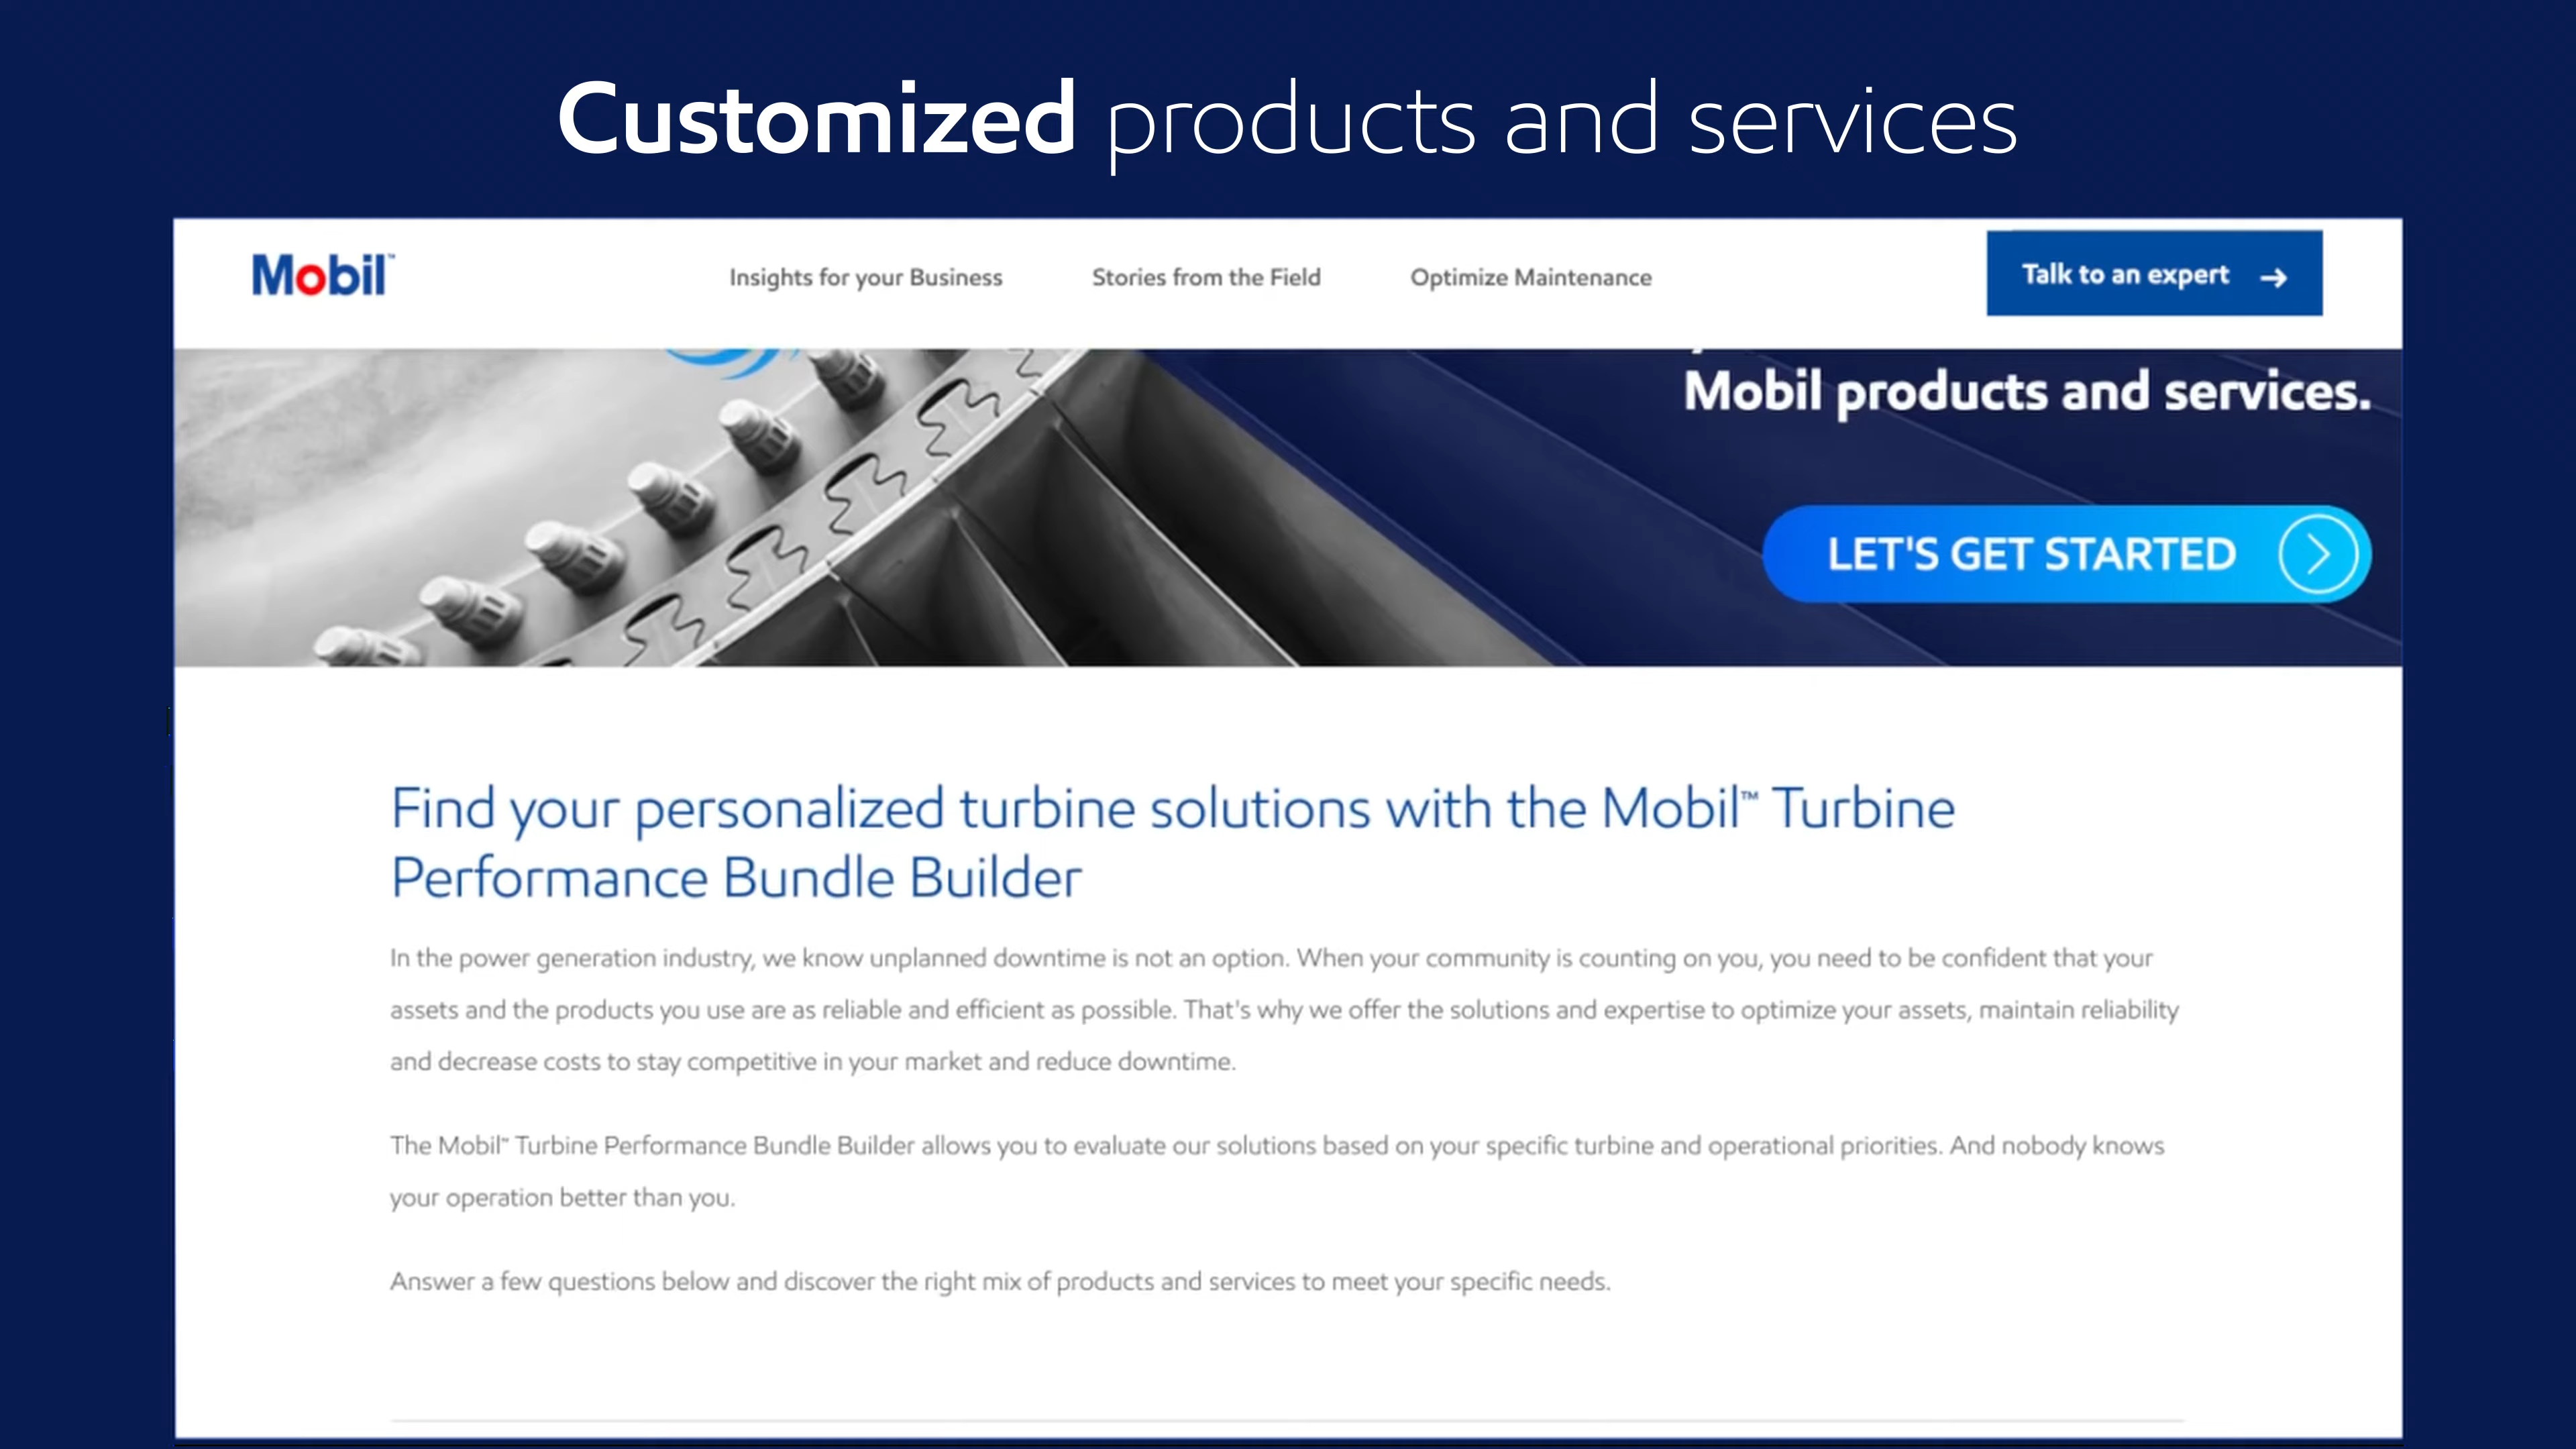 Customized products and services
Mobil™
Insights for your Business
Stories from the Field
Optimize Maintenance
Talk to an expert
Mobil products and services.
LET'S GET STARTED
Find your personalized turbine solutions with the Mobil™ Turbine
Performance Bundle Builder
In the power generation industry, we know unplanned downtime is not an option. When your community is counting on you, you need to be confident that your
assets and the products you use are as reliable and efficient as possible. That's why we offer the solutions and expertise to optimize your assets, maintain reliability
and decrease costs to stay competitive in your market and reduce downtime.
The Mobil™ Turbine Performance Bundle Builder allows you to evaluate our solutions based on your specific turbine and operational priorities. And nobody knows
your operation better than you.
Answer a few questions below and discover the right mix of products and services to meet your specific needs.